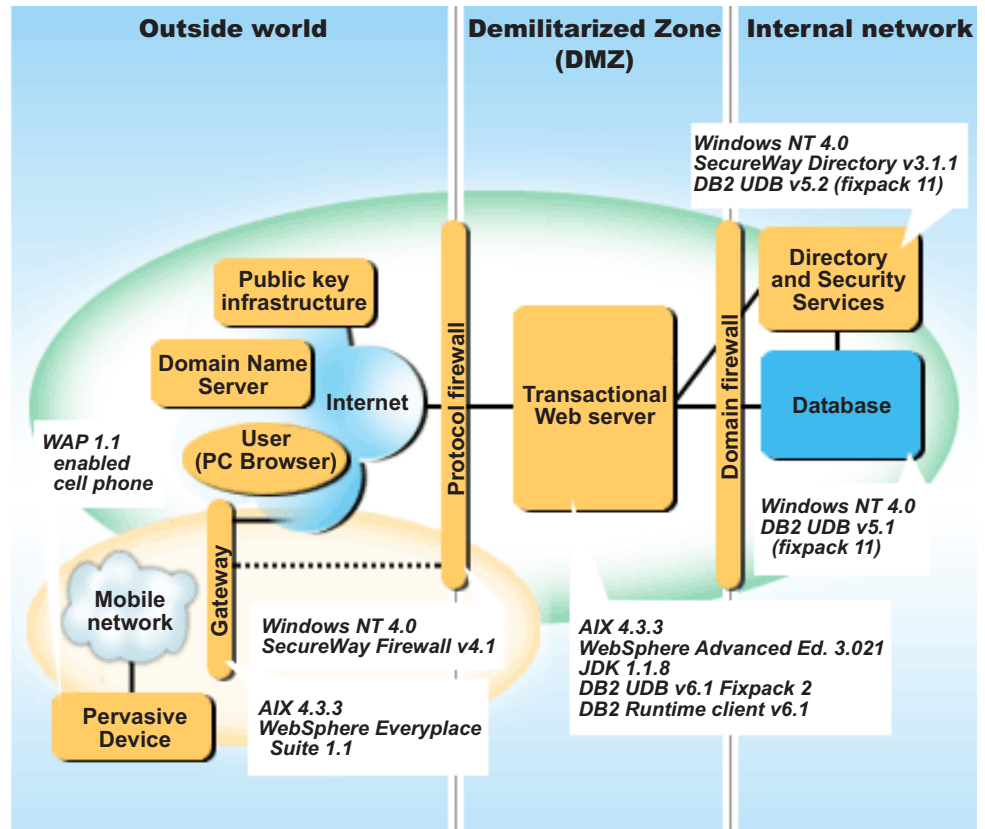 Outside world
Demilitarized Zone
(DMZ)
Internal network
Windows NT 4.0
SecureWay Directory v3.1.1
DB2 UDB v5.2 (fixpack 11)
Directory
and Security
Services
Public key
infrastructure
Domain Name
Server
Internet
User
(PC Browser)
Protocol firewall
Transactional
Web server
Domain firewall
Database
WAP 1.1
enabled
cell phone
Windows NT 4.0
DB2 UDB v5.1
(fixpack 11)
Gateway
Mobile
network
Windows NT 4.0
SecureWay Firewall v4.1
AIX 4.3.3
WebSphere Advanced Ed. 3.021
JDK 1.1.8
DB2 UDB v6.1 Fixpack 2
DB2 Runtime client v6.1
Pervasive
Device
AIX 4.3.3
WebSphere Everyplace
Suite 1.1